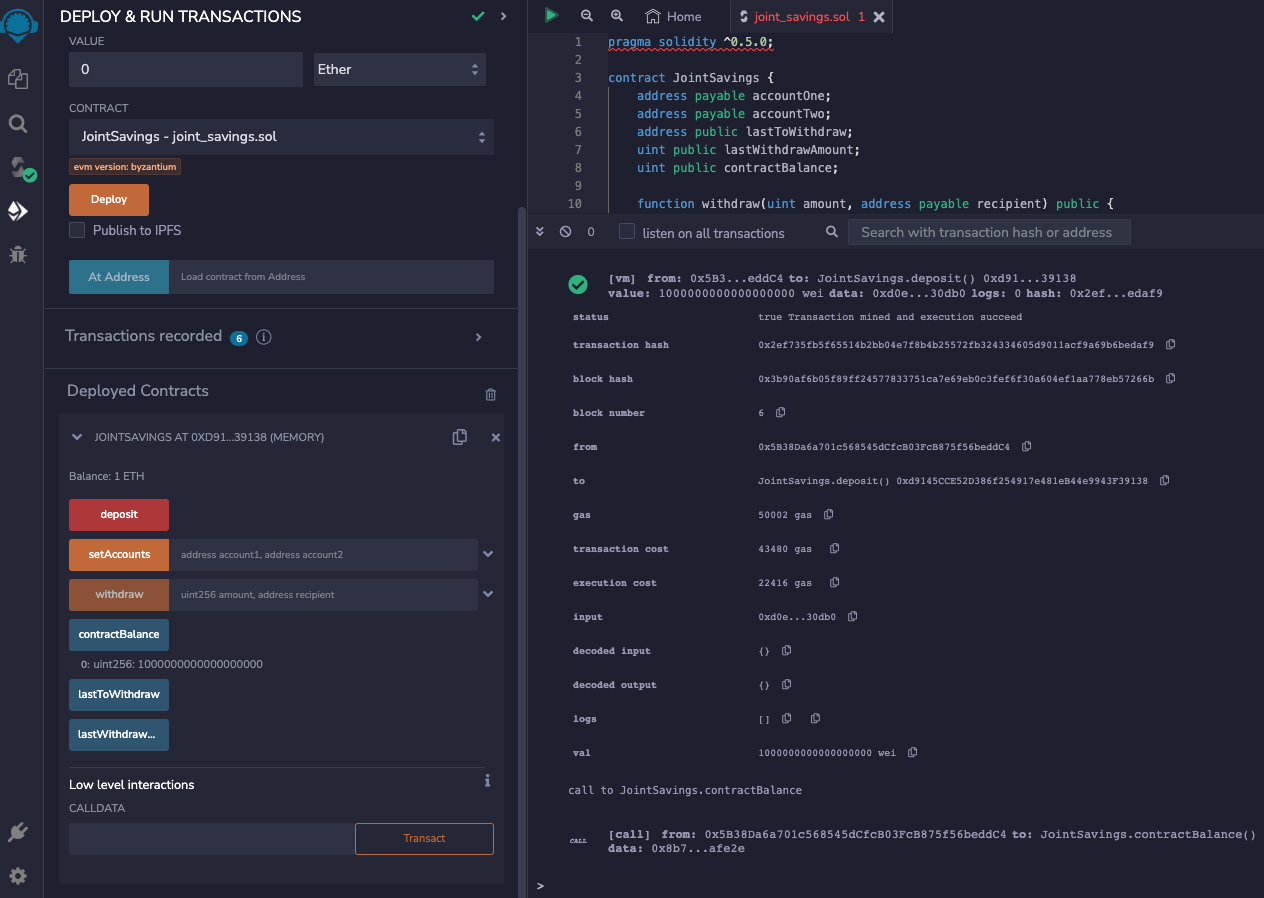 DEPLOY & RUN TRANSACTIONS
VALUE
0
Ether
CONTRACT
JointSavings - joint_savings.sol
evm version: byzantium
Deploy
Publish to IPFS
At Address
Load contract from Address
Transactions recorded 6 i
Deployed Contracts
JOINTSAVINGS AT 0XD91...39138 (MEMORY)
Balance: 1 ETH
deposit
setAccounts
address account1, address account2
withdraw
uint256 amount, address recipient
contractBalance
0: uint256: 1000000000000000000
lastToWithdraw
lastWithdraw...
Low level interactions
CALLDATA
Transact
Home
joint_savings.sol 1
1 pragma solidity ^0.5.0;
2
3 contract JointSavings {
4 address payable accountOne;
5 address payable accountTwo;
6 address public lastToWithdraw;
7 uint public lastWithdrawAmount;
8 uint public contractBalance;
9
10 function withdraw(uint amount, address payable recipient) public {
0
listen on all transactions
Search with transaction hash or address
[vm] from: 0x5B3...eddC4 to: JointSavings.deposit() 0xd91...39138
value: 1000000000000000000 wei data: 0xd0e...30db0 logs: 0 hash: 0x2ef...edaf9
status true Transaction mined and execution succeed
transaction hash 0x2ef735fb5f65514b2bb04e7f8b4b25572fb324334605d9011acf9a69b6bedaf9
block hash 0x3b90af6b05f89ff24577833751ca7e69eb0c3fef6f30a604ef1aa778eb57266b
block number 6
from 0x5B38Da6a701c568545dCfcB03FcB875f56beddC4
to JointSavings.deposit() 0xd9145CCE52D386f254917e481eB44e9943F39138
gas 50002 gas
transaction cost 43480 gas
execution cost 22416 gas
input 0xd0e...30db0
decoded input {}
decoded output {}
logs []
val 1000000000000000000 wei
call to JointSavings.contractBalance
CALL
[call] from: 0x5B38Da6a701c568545dCfcB03FcB875f56beddC4 to: JointSavings.contractBalance()
data: 0x8b7...afe2e
>